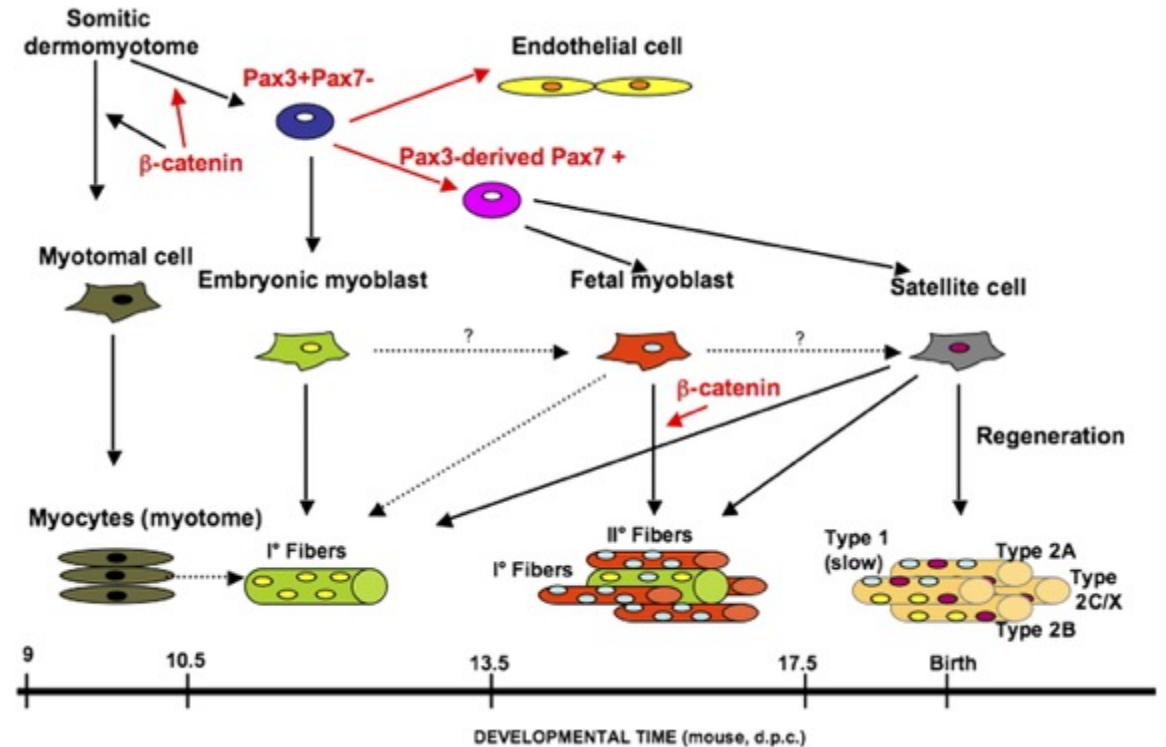 Somitic
dermomyotome
Endothelial cell
Pax3+Pax7-
β-catenin
Pax3-derived Pax7 +
Myotomal cell
Embryonic myoblast
Fetal myoblast
Satellite cell
?
?
β-catenin
Regeneration
Myocytes (myotome)
I° Fibers
II° Fibers
I° Fibers
Type 1
(slow)
Type 2A
Type
2C/X
Type 2B
9
10.5
13.5
17.5
Birth
DEVELOPMENTAL TIME (mouse, d.p.c.)